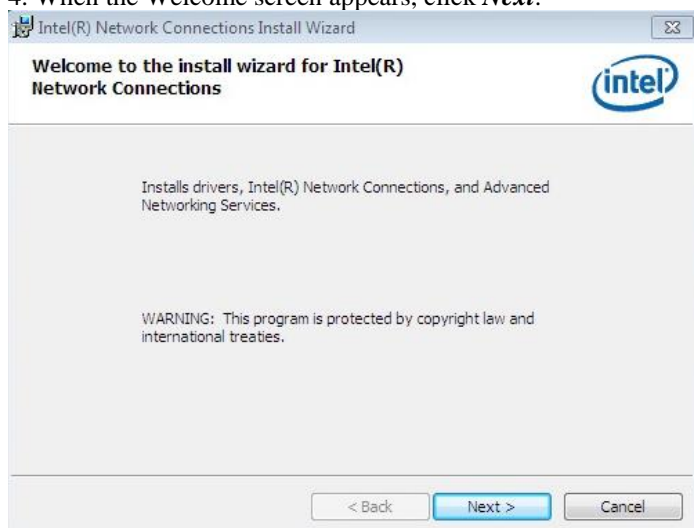 4. When the Welcome screen appears, click Next.
Intel(R) Network Connections Install Wizard
Welcome to the install wizard for Intel(R)
Network Connections
(intel)
Installs drivers, Intel(R) Network Connections, and Advanced
Networking Services.
WARNING: This program is protected by copyright law and
international treaties.
< Back
Next >
Cancel